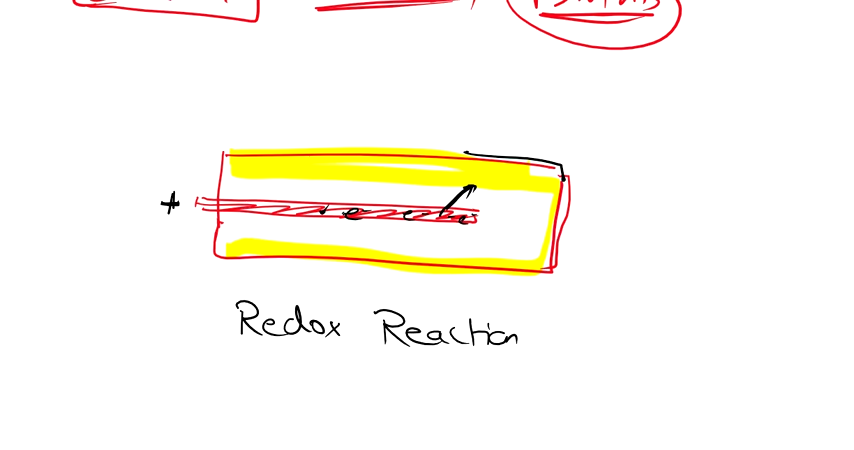 + e- e- e-
Redox Reaction